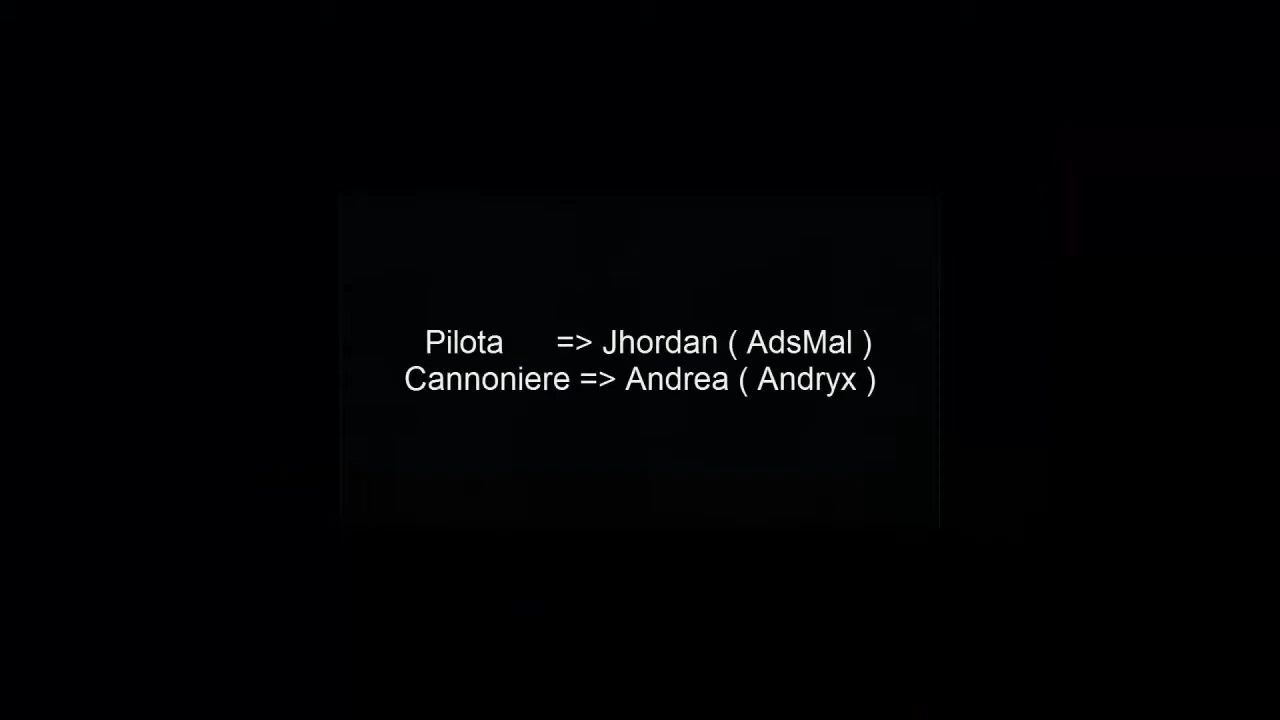 Pilota => Jhordan ( AdsMal )
Cannoniere => Andrea ( Andryx )